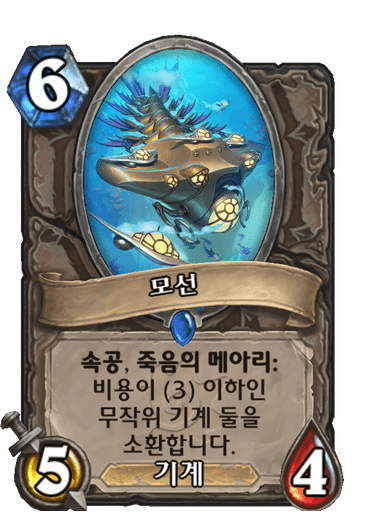 6
모선
속공, 죽음의 메아리:
비용이 (3) 이하인
무작위 기계 둘을
소환합니다.
기계
5
4